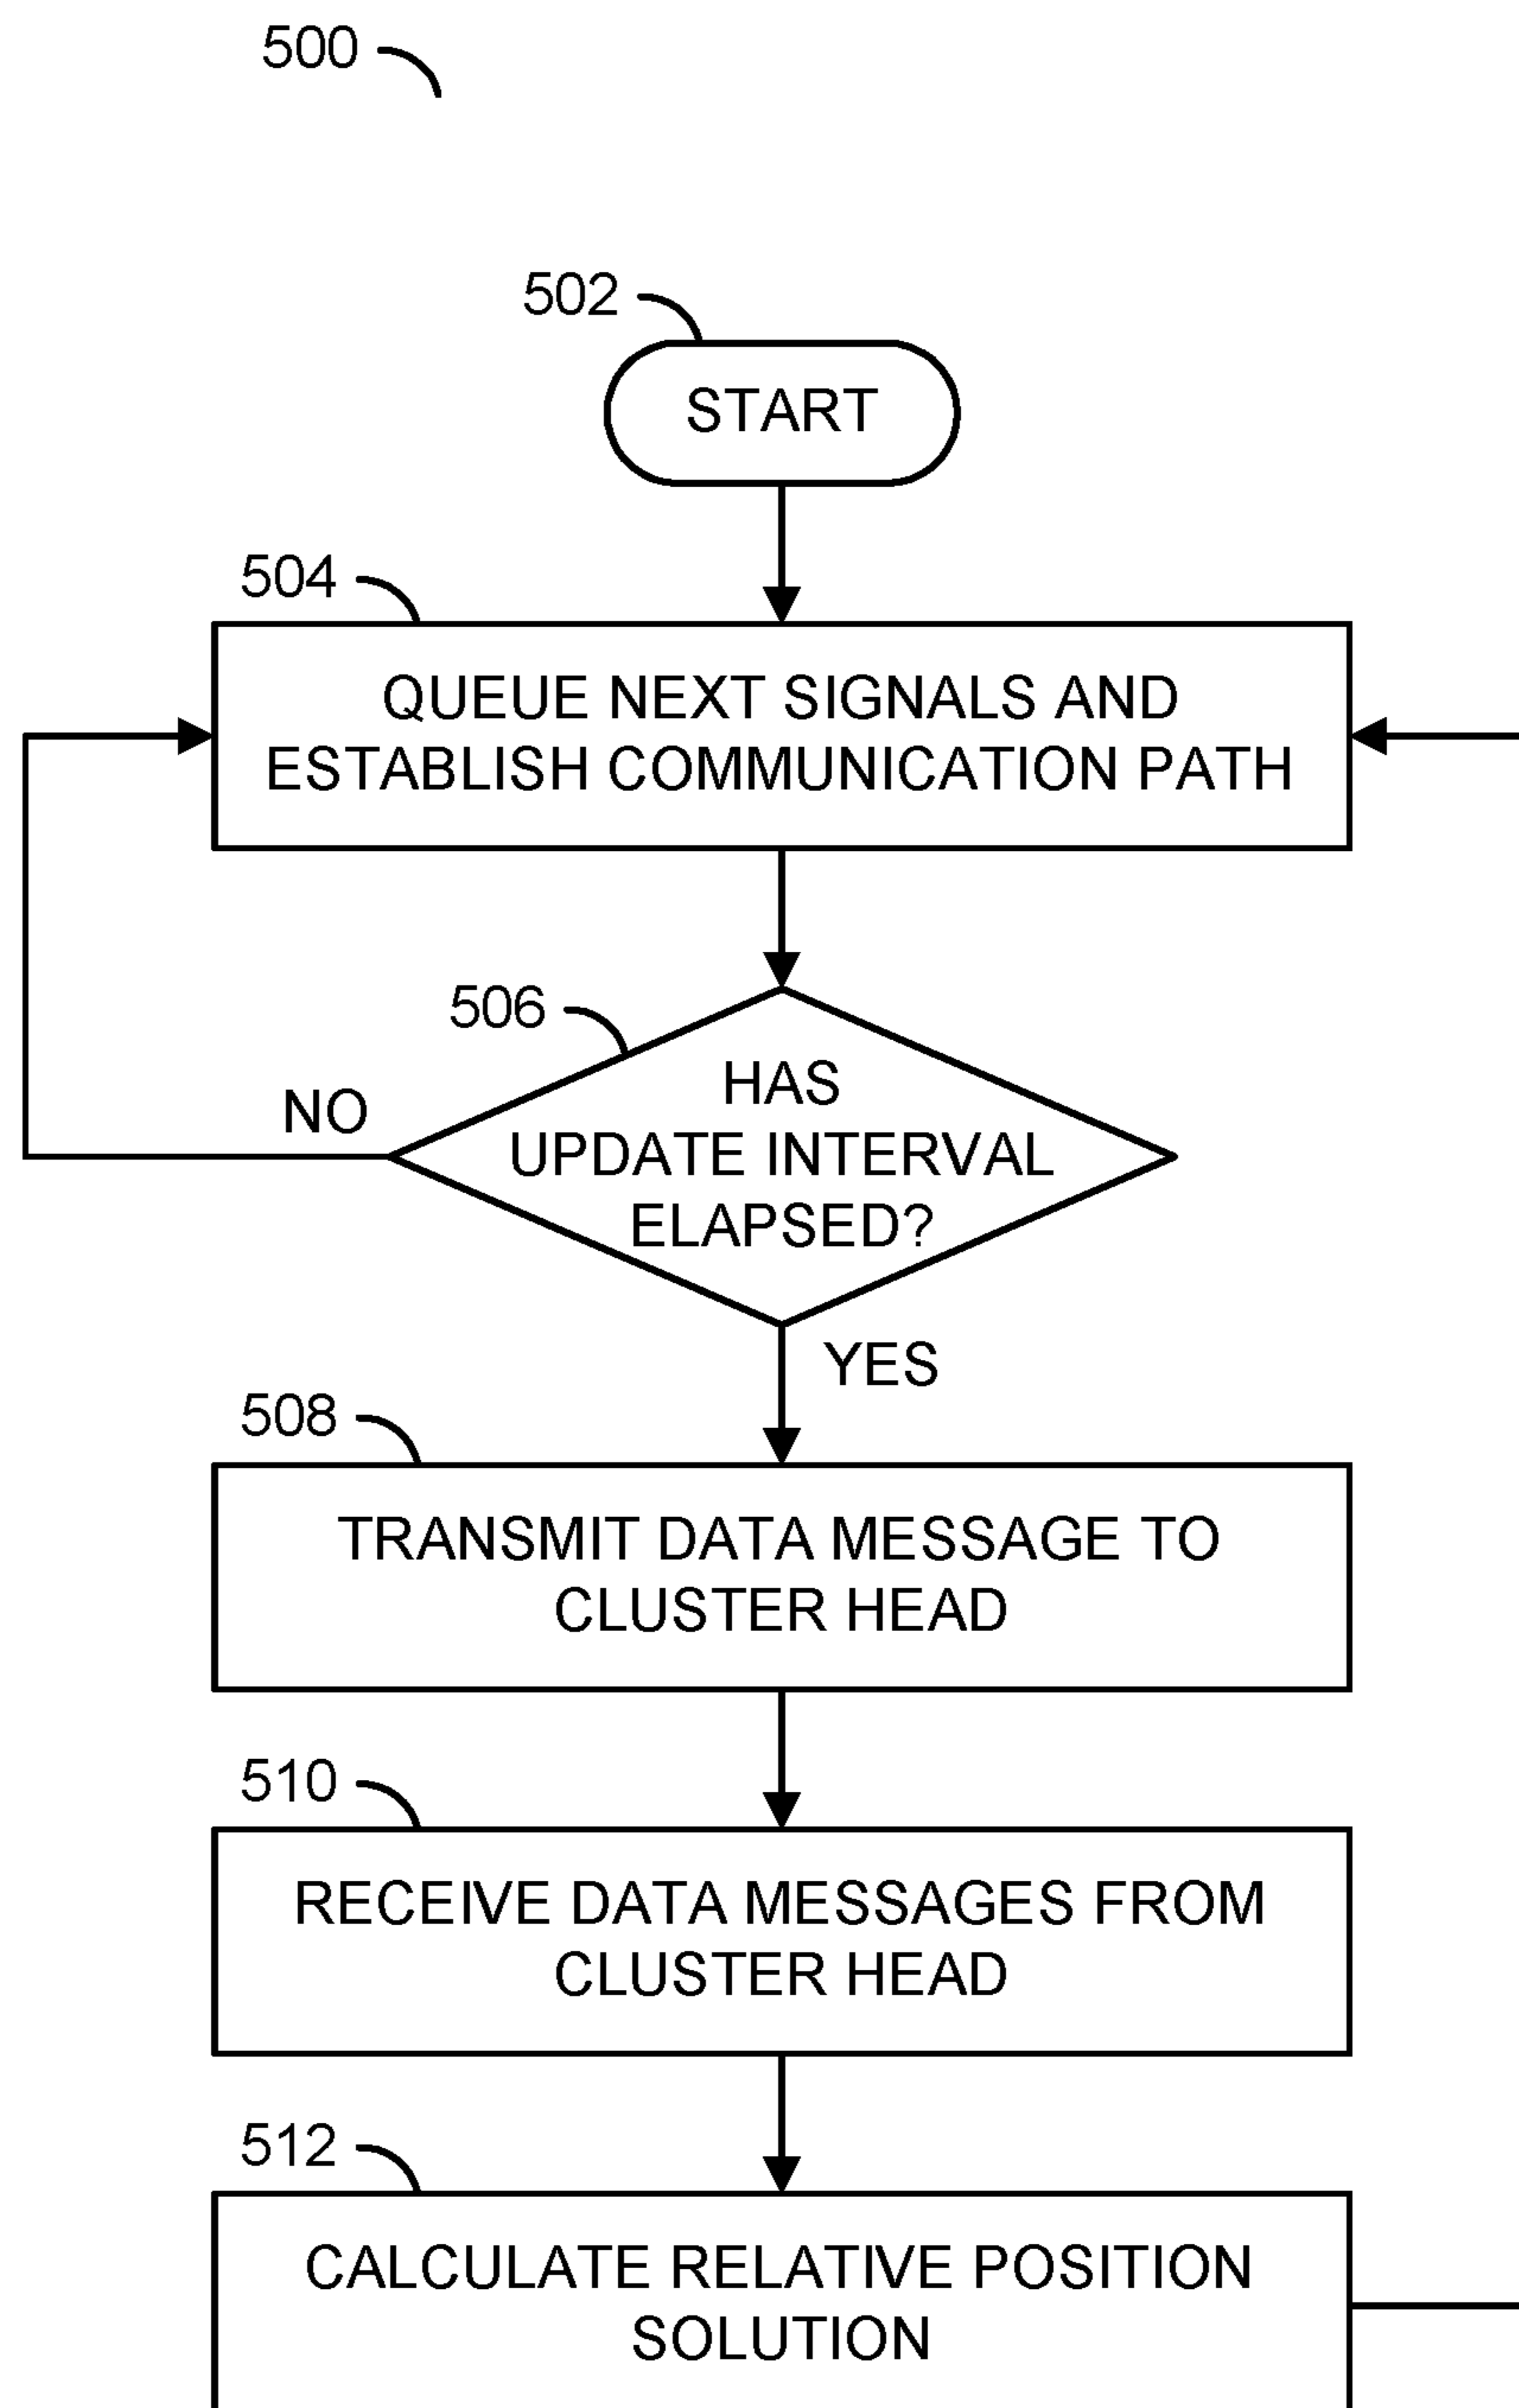 500
502
START
504
QUEUE NEXT SIGNALS AND
ESTABLISH COMMUNICATION PATH
506
HAS
UPDATE INTERVAL
ELAPSED?
NO
YES
508
TRANSMIT DATA MESSAGE TO
CLUSTER HEAD
510
RECEIVE DATA MESSAGES FROM
CLUSTER HEAD
512
CALCULATE RELATIVE POSITION
SOLUTION